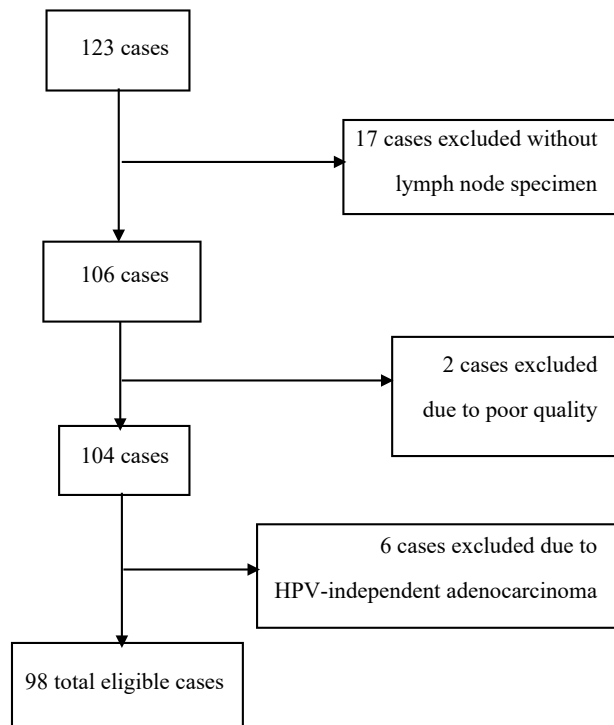 123 cases
17 cases excluded without
lymph node specimen
106 cases
2 cases excluded
due to poor quality
104 cases
6 cases excluded due to
HPV-independent adenocarcinoma
98 total eligible cases